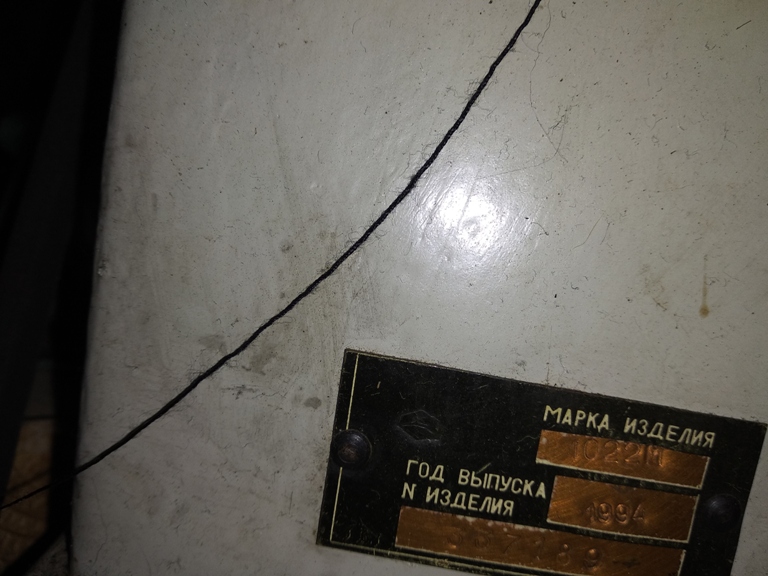 МАРКА ИЗДЕЛИЯ
1022М
ГОД ВЫПУСКА
1994
N ИЗДЕЛИЯ